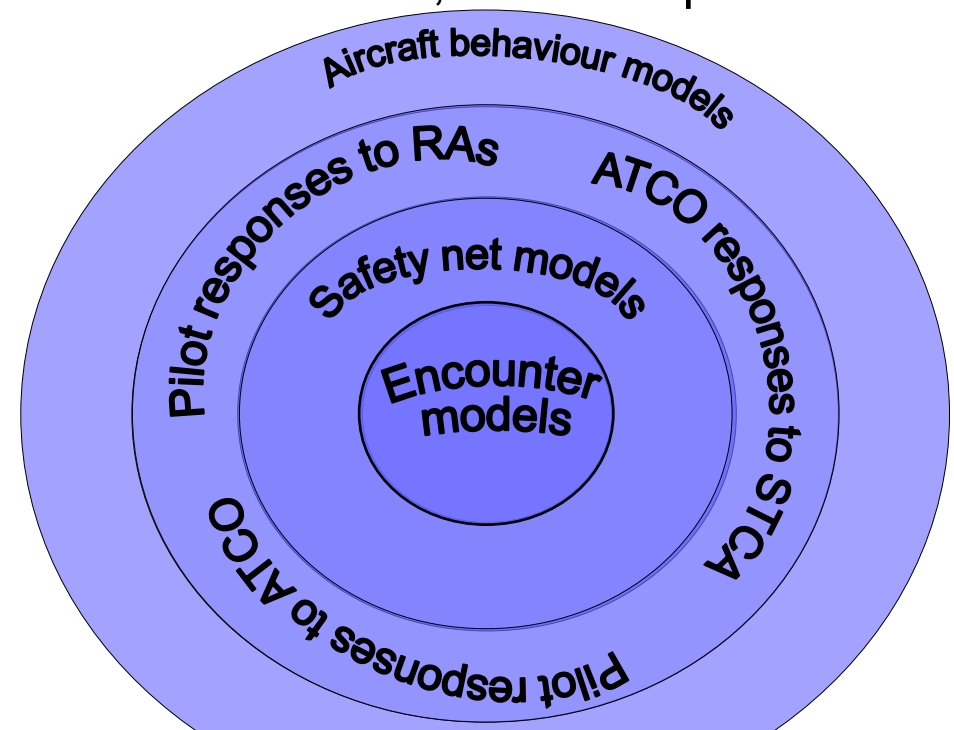 Aircraft behaviour models
Pilot responses to RAs
ATCO responses to STCA
Safety net models
Encounter
models
Pilot responses to ATCO